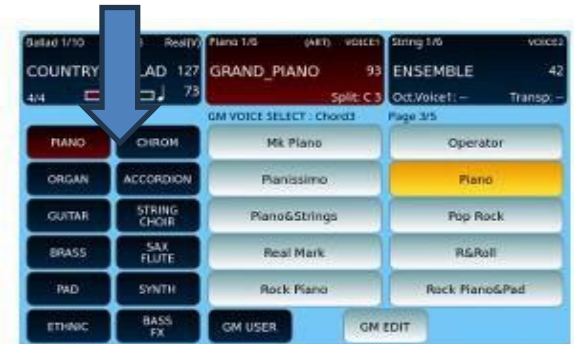 Ballad 1/10 Real(V) Piano 1/6 (ART) VOICE1 String 1/6 VOICE2
COUNTRY LAD 127 GRAND_PIANO 93 ENSEMBLE 42
4/4 73 Split: C 3 Oct.Voice1: - Transp: -
GM VOICE SELECT : Chord3 Page 3/5
PIANO CHROM Mk Piano Operator
ORGAN ACCORDION Pianissimo Piano
GUITAR STRING CHOIR Piano&Strings Pop Rock
BRASS SAX FLUTE Real Mark R&Roll
PAD SYNTH Rock Piano Rock Piano&Pad
ETHNIC BASS FX GM USER GM EDIT